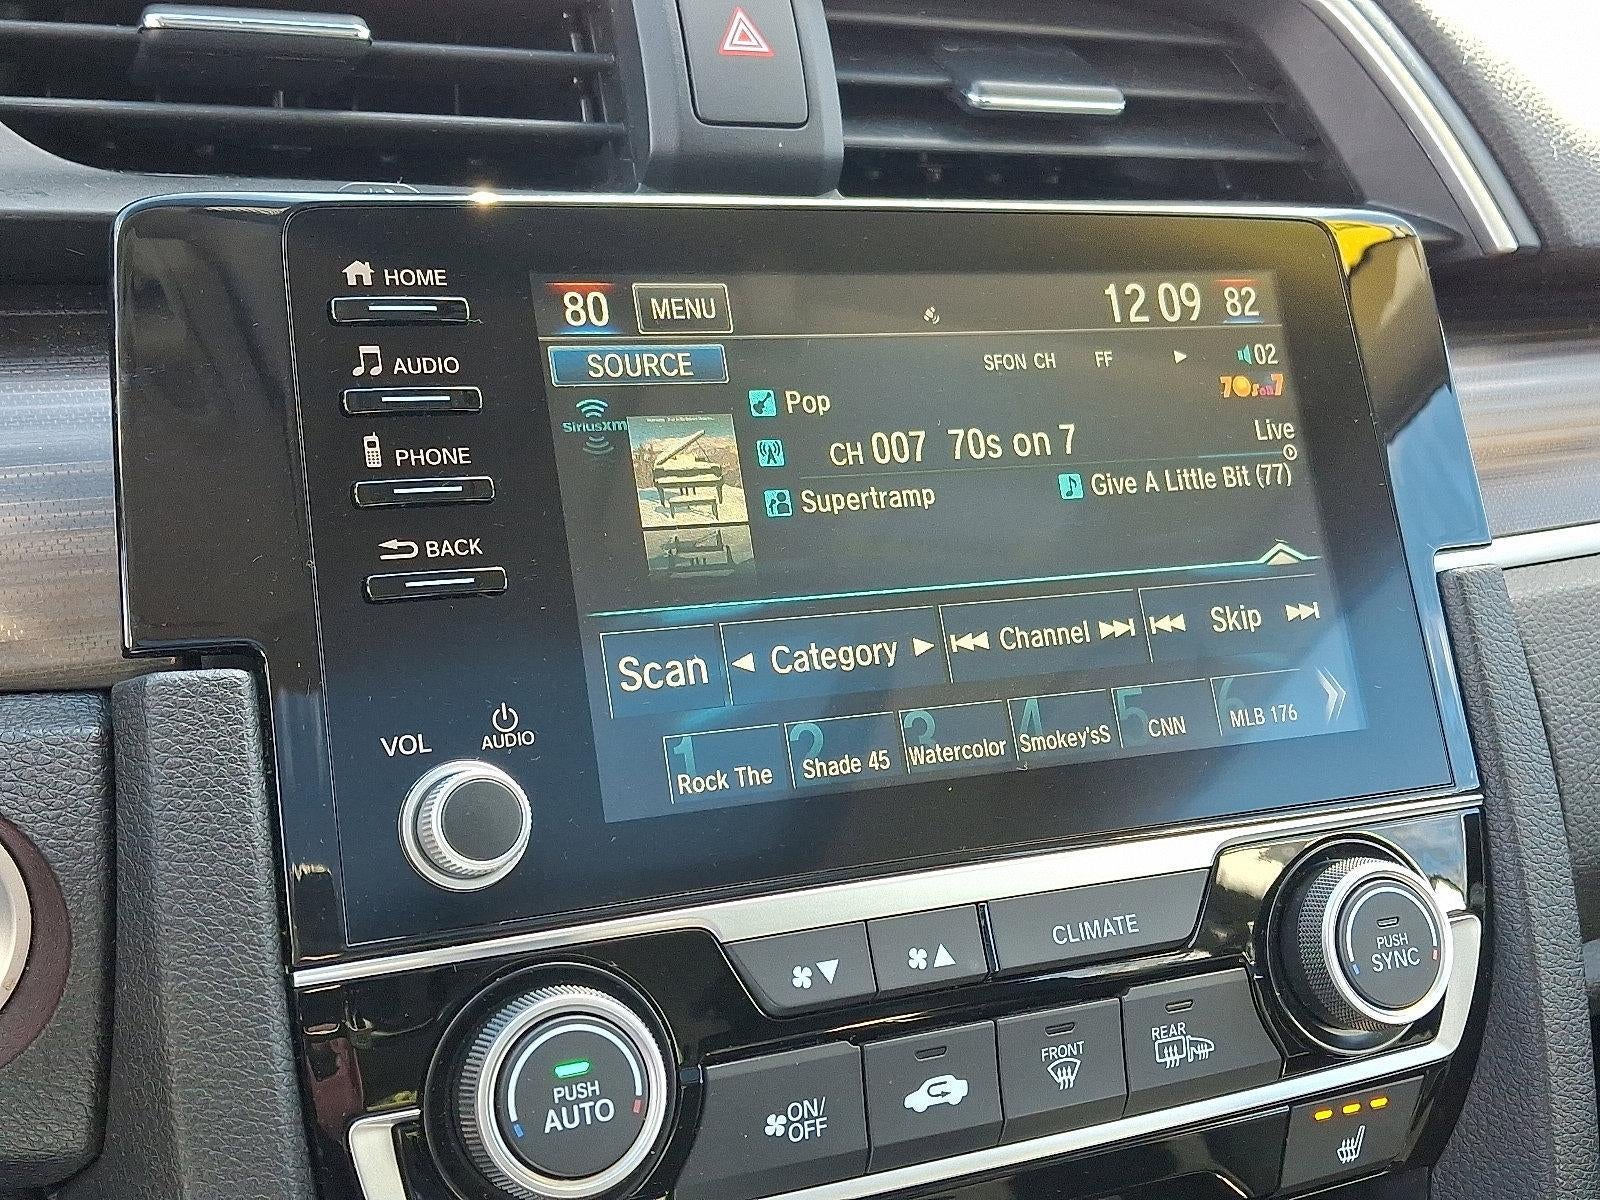 HOME
AUDIO
PHONE
BACK
VOL
AUDIO
80 MENU 12 09 82
SOURCE SFON CH FF 02
siriusxm Pop 70s on 7
CH 007 70s on 7 Live
Supertramp Give A Little Bit (77)
Scan Category Channel Skip
1 Rock The
2 Shade 45
3 Watercolor
4 Smokey'sS
5 CNN
6 MLB 176
CLIMATE
PUSH
SYNC
PUSH
AUTO
ON/
OFF
FRONT
REAR